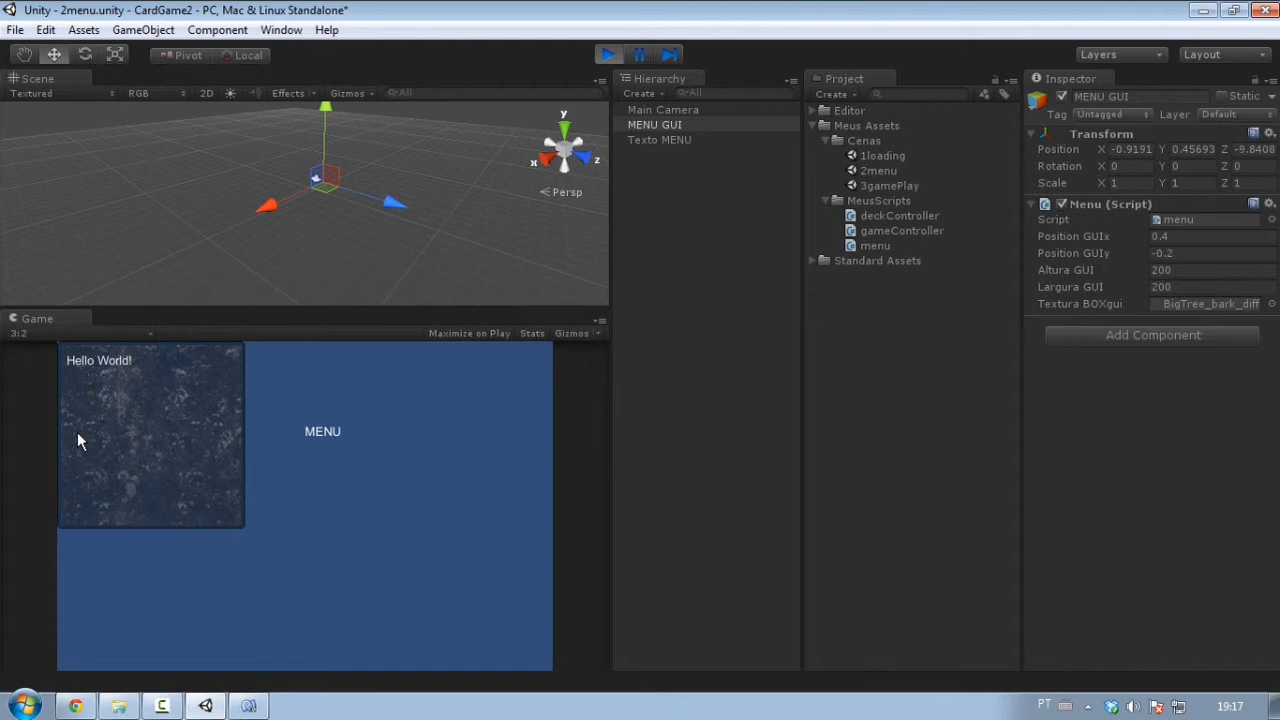 Unity - 2menu.unity - CardGame2 - PC, Mac & Linux Standalone*
File Edit Assets GameObject Component Window Help
Pivot Local Layers Layout
Scene
Textured RGB 2D Effects Gizmos All
y
x
z
Persp
Game
3:2 Maximize on Play Stats Gizmos
Hello World!
MENU
Hierarchy
Create All
Main Camera
MENU GUI
Texto MENU
Project
Create
Editor
Meus Assets
Cenas
1loading
2menu
3gamePlay
MeusScripts
deckController
gameController
menu
Standard Assets
Inspector
MENU GUI Static
Tag Untagged Layer Default
Transform
Position X -0.9191 Y 0.45693 Z -9.8408
Rotation X 0 Y 0 Z 0
Scale X 1 Y 1 Z 1
Menu (Script)
Script menu
Position GUIx 0.4
Position GUIy -0.2
Altura GUI 200
Largura GUI 200
Textura BOXgui BigTree_bark_diff
Add Component
PT 19:17